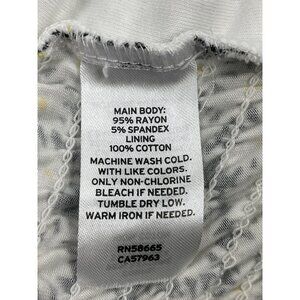 MAIN BODY:
95% RAYON
5% SPANDEX
LINING
100% COTTON
MACHINE WASH COLD.
WITH LIKE COLORS.
ONLY NON-CHLORINE
BLEACH IF NEEDED.
TUMBLE DRY LOW.
WARM IRON IF NEEDED.
RN58665
CA57963